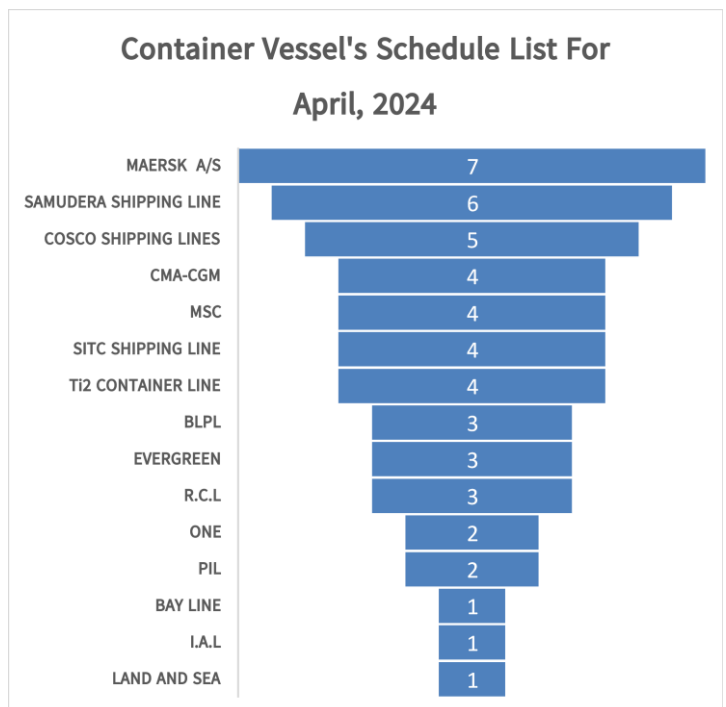 Container Vessel's Schedule List For
April, 2024
MAERSK A/S 7
SAMUDERA SHIPPING LINE 6
COSCO SHIPPING LINES 5
CMA-CGM 4
MSC 4
SITC SHIPPING LINE 4
Ti2 CONTAINER LINE 4
BLPL 3
EVERGREEN 3
R.C.L 3
ONE 2
PIL 2
BAY LINE 1
I.A.L 1
LAND AND SEA 1